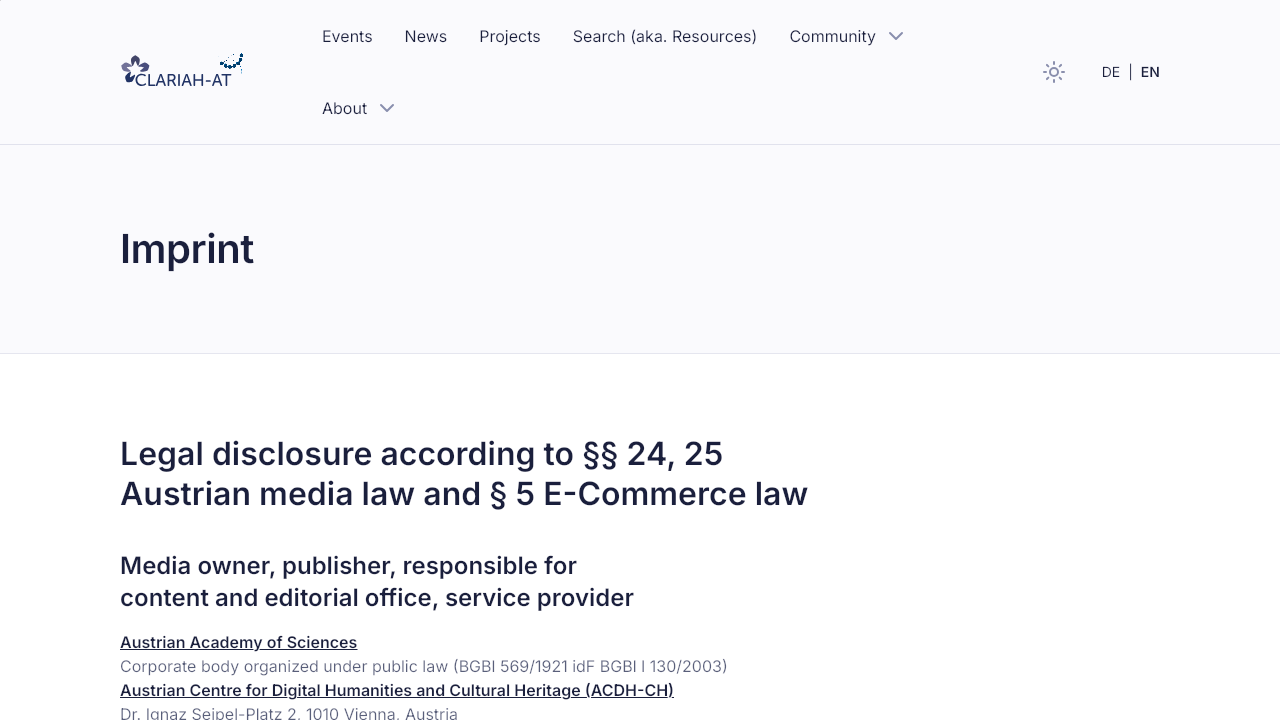 CLARIAH-AT
Events
News
Projects
Search (aka. Resources)
Community
About
DE | EN
Imprint
Legal disclosure according to §§ 24, 25
Austrian media law and § 5 E-Commerce law
Media owner, publisher, responsible for
content and editorial office, service provider
Austrian Academy of Sciences
Corporate body organized under public law (BGBI 569/1921 idF BGBI I 130/2003)
Austrian Centre for Digital Humanities and Cultural Heritage (ACDH-CH)
Dr. Ignaz Seipel-Platz 2, 1010 Vienna, Austria